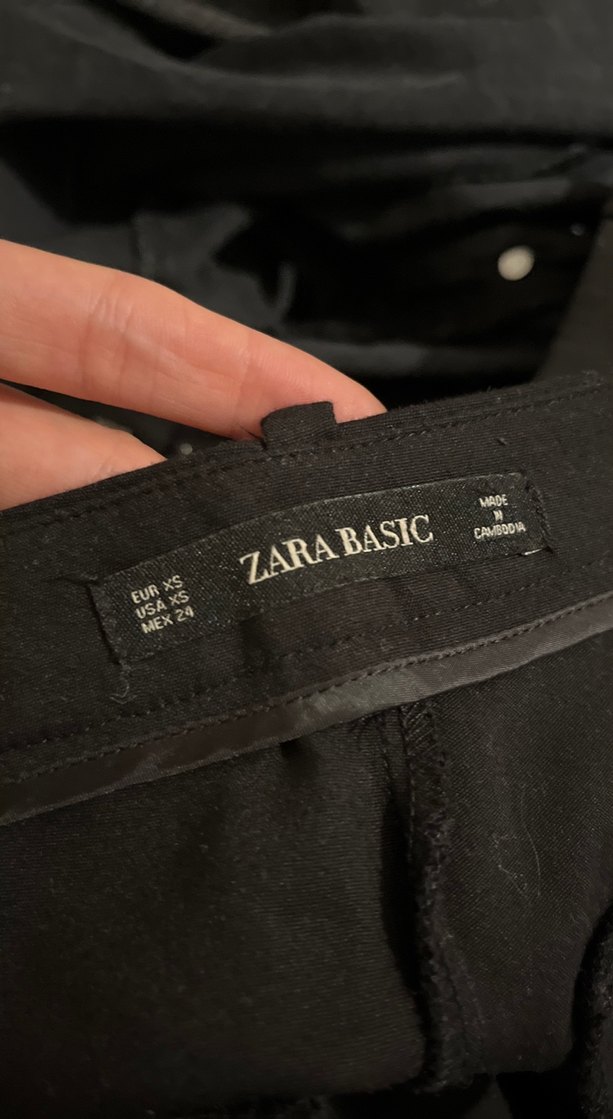 EUR XS
USA XS
MEX 24
ZARA BASIC
MADE
IN
CAMBODIA